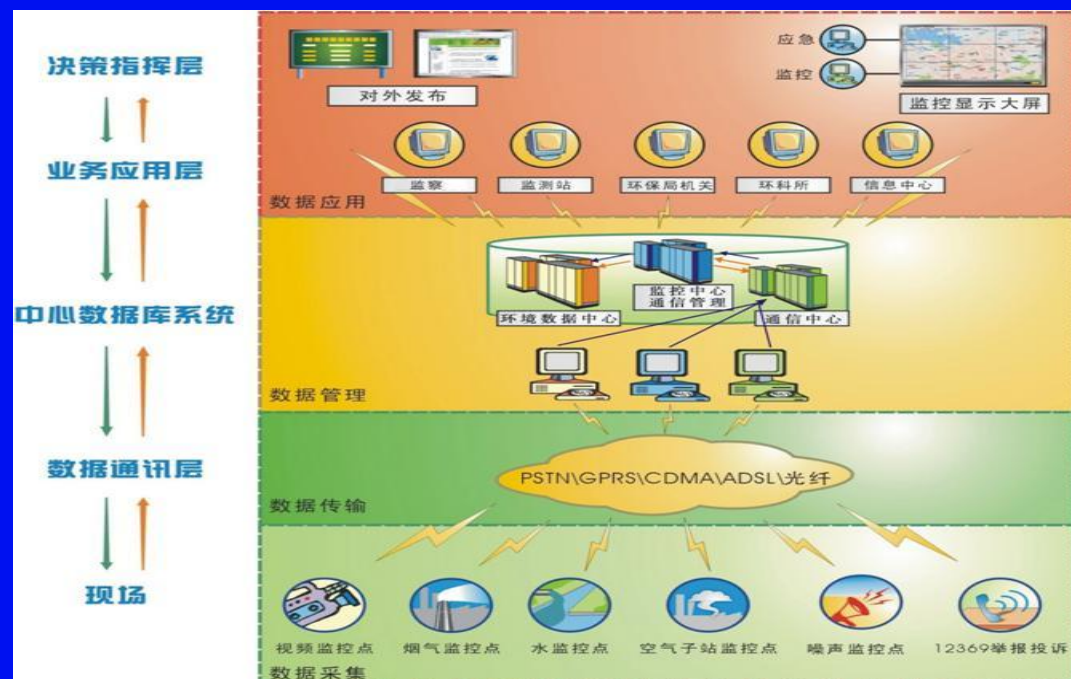 决策指挥层
业务应用层
中心数据库系统
数据通讯层
现场
对外发布
应急
监控
监控显示大屏
监察
监测站
环保局机关
环科所
信息中心
数据应用
监控中心
通信管理
环境数据中心
通信中心
数据管理
PSTN\GPRS\CDMA\ADSL\光纤
数据传输
视频监控点
烟气监控点
水监控点
空气子站监控点
噪声监控点
12369举报投诉
数据采集